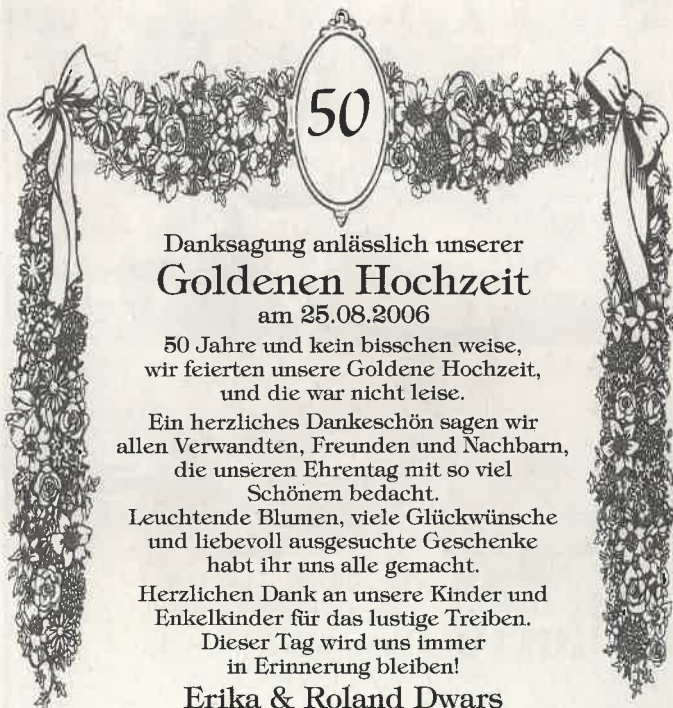 50
Danksagung anlässlich unserer
Goldenen Hochzeit
am 25.08.2006
50 Jahre und kein bisschen weise,
wir feierten unsere Goldene Hochzeit,
und die war nicht leise.
Ein herzliches Dankeschön sagen wir
allen Verwandten, Freunden und Nachbarn,
die unseren Ehrentag mit so viel
Schönem bedacht.
Leuchtende Blumen, viele Glückwünsche
und liebevoll ausgesuchte Geschenke
habt ihr uns alle gemacht.
Herzlichen Dank an unsere Kinder und
Enkelkinder für das lustige Treiben.
Dieser Tag wird uns immer
in Erinnerung bleiben!
Erika & Roland Dwars